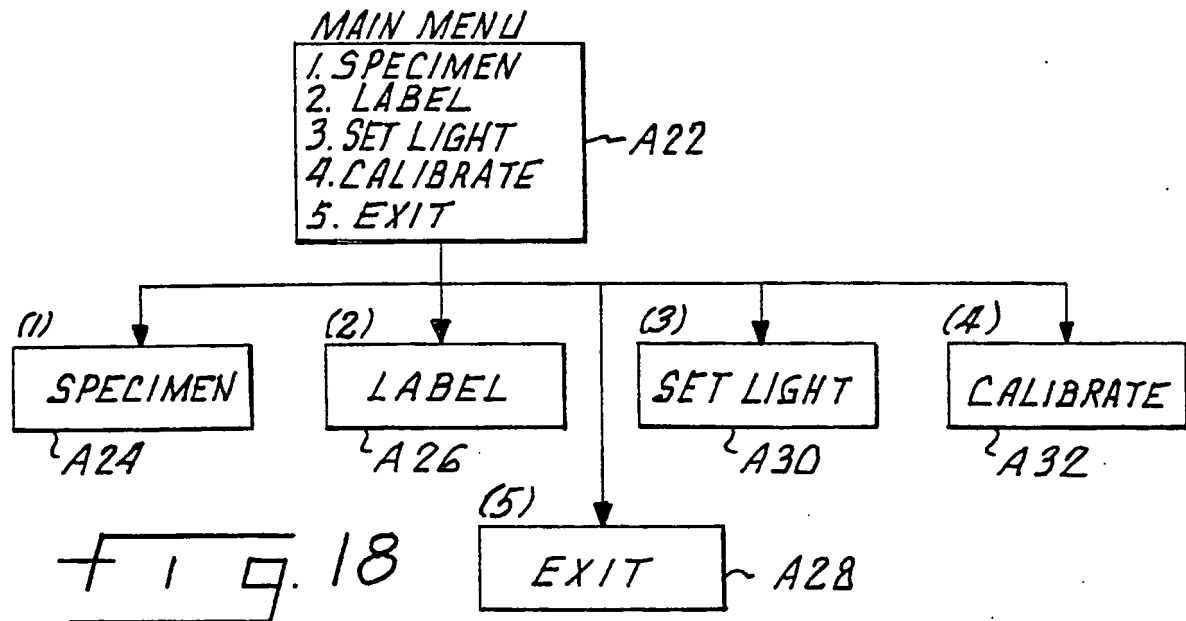 MAIN MENU
1. SPECIMEN
2. LABEL
3. SET LIGHT
4. CALIBRATE
5. EXIT
A22
(1)
SPECIMEN
A24
(2)
LABEL
A26
(3)
SET LIGHT
A30
(4)
CALIBRATE
A32
(5)
EXIT
A28
Fig. 18